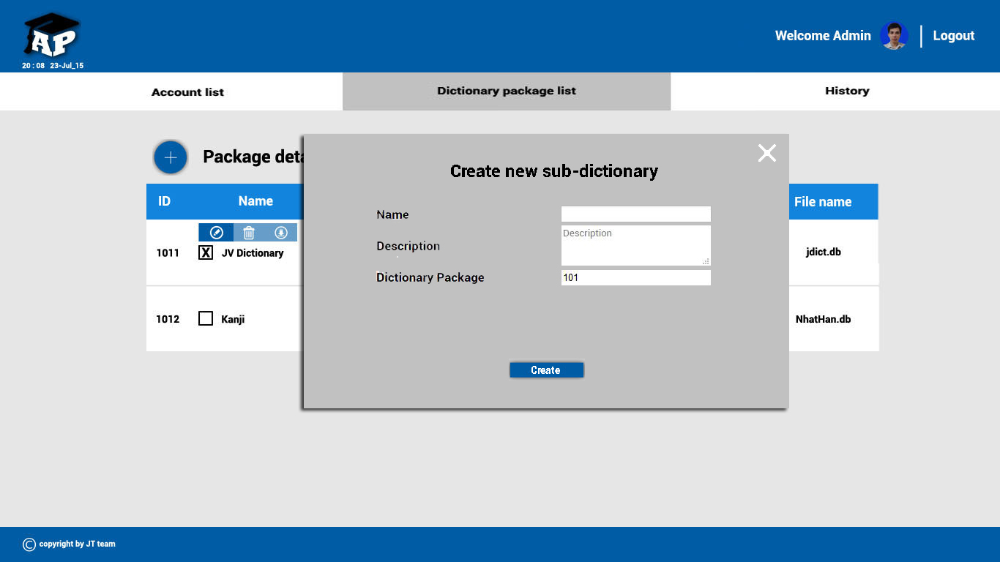 AP
20 : 08 23-Jul_15
Welcome Admin
Logout
Account list
Dictionary package list
History
Package deta
Create new sub-dictionary
ID
Name
File name
Name
Description
Description
Dictionary Package
101
1011
X
JV Dictionary
jdict.db
1012
Kanji
NhatHan.db
Create
© copyright by JT team